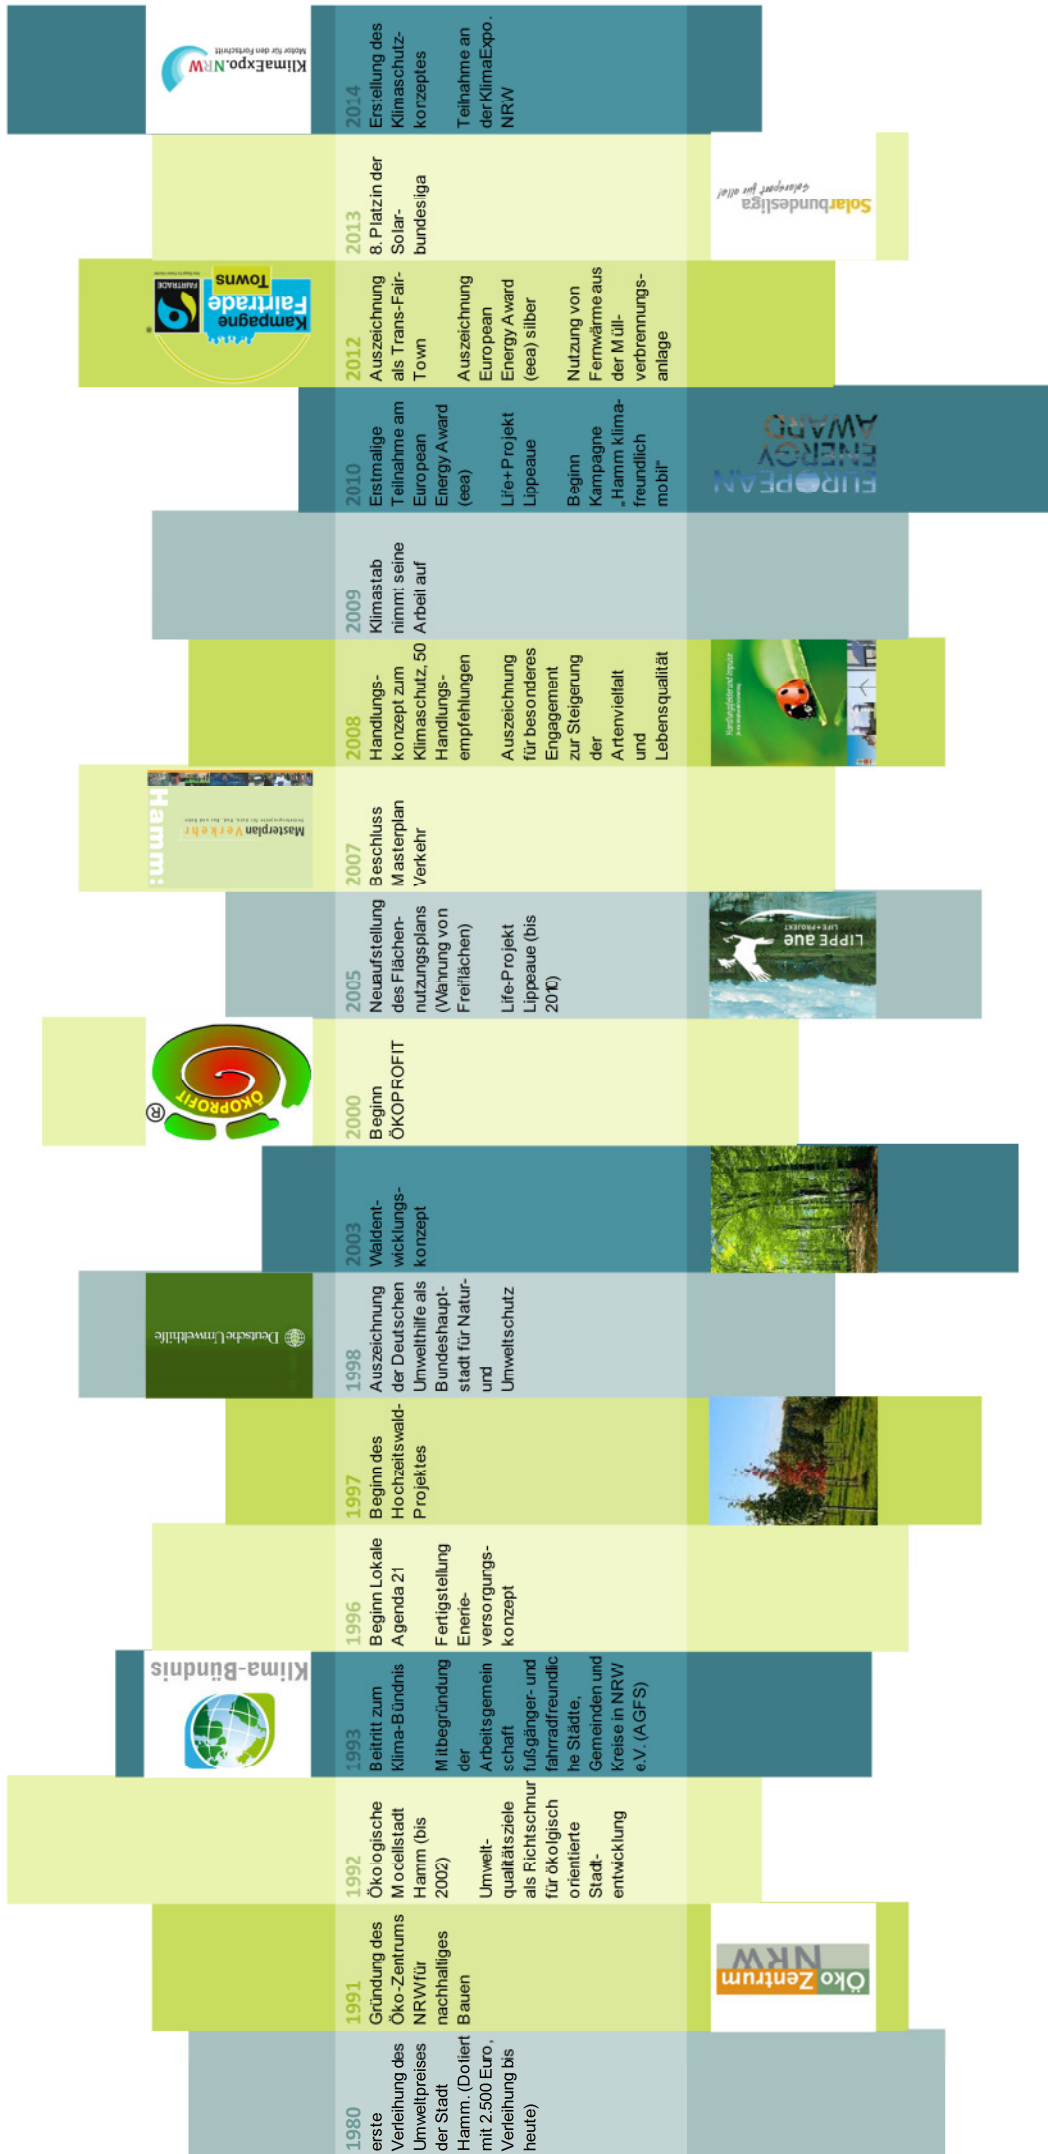 1980
erste
Verleihung des
Umweltpreises
der Stadt
Hamm. (Dotiert
mit 2.500 Euro,
Verleihung bis
heute)
1991
Gründung des
Öko-Zentrums
NRW für
nachhaltiges
Bauen
Öko Zentrum
NRW
1992
Ökologische
Modellstadt
Hamm (bis
2002)
Umwelt-
qualitätsziele
als Richtschnur
für ökolgisch
orientierte
Stadt-
entwicklung
Klima-Bündnis
1993
Beitritt zum
Klima-Bündnis
Mitbegründung
der
Arbeitsgemein
schaft
fußgänger- und
fahrradfreundlic
he Städte,
Gemeinden und
Kreise in NRW
e.V. (AGFS)
1996
Beginn Lokale
Agenda 21
Fertigstellung
Enerie-
versorgungs-
konzept
1997
Beginn des
Hochzeitswald-
Projektes
Deutsche Umwelthilfe
1998
Auszeichnung
der Deutschen
Umwelthilfe als
Bundeshaupt-
stadt für Natur-
und
Umweltschutz
2003
Waldent-
wicklungs-
konzept
ÖKOPROFIT
®
2000
Beginn
ÖKOPROFIT
2005
Neuaufstellung
des Flächen-
nutzungsplans
(Wahrung von
Freiflächen)
Life-Projekt
Lippeaue (bis
2010)
LIPPE aue
LIFE+PROJEKT
Hamm:
Masterplan Verkehr
2007
Beschluss
Masterplan
Verkehr
2008
Handlungs-
konzept zum
Klimaschutz, 50
Handlungs-
empfehlungen
Auszeichnung
für besonderes
Engagement
zur Steigerung
der
Artenvielfalt
und
Lebensqualität
Handlungsfelder und Impulse
2009
Klimastab
nimmt seine
Arbeit auf
2010
Erstmalige
Teilnahme am
European
Energy Award
(eea)
Life+Projekt
Lippeaue
Beginn
Kampagne
„Hamm klima-
freundlich
mobil“
EUROPEAN
ENERGY
AWARD
Kampagne
Fairtrade
Towns
FAIRTRADE
®
2012
Auszeichnung
als Trans-Fair-
Town
Auszeichnung
European
Energy Award
(eea) silber
Nutzung von
Fernwärme aus
der Müll-
verbrennungs-
anlage
2013
8. Platz in der
Solar-
bundesliga
Solarbundesliga
Solarsport für alle!
KlimaExpo.NRW
Motor für den Fortschritt
2014
Erstellung des
Klimaschutz-
konzeptes
Teilnahme an
der KlimaExpo.
NRW